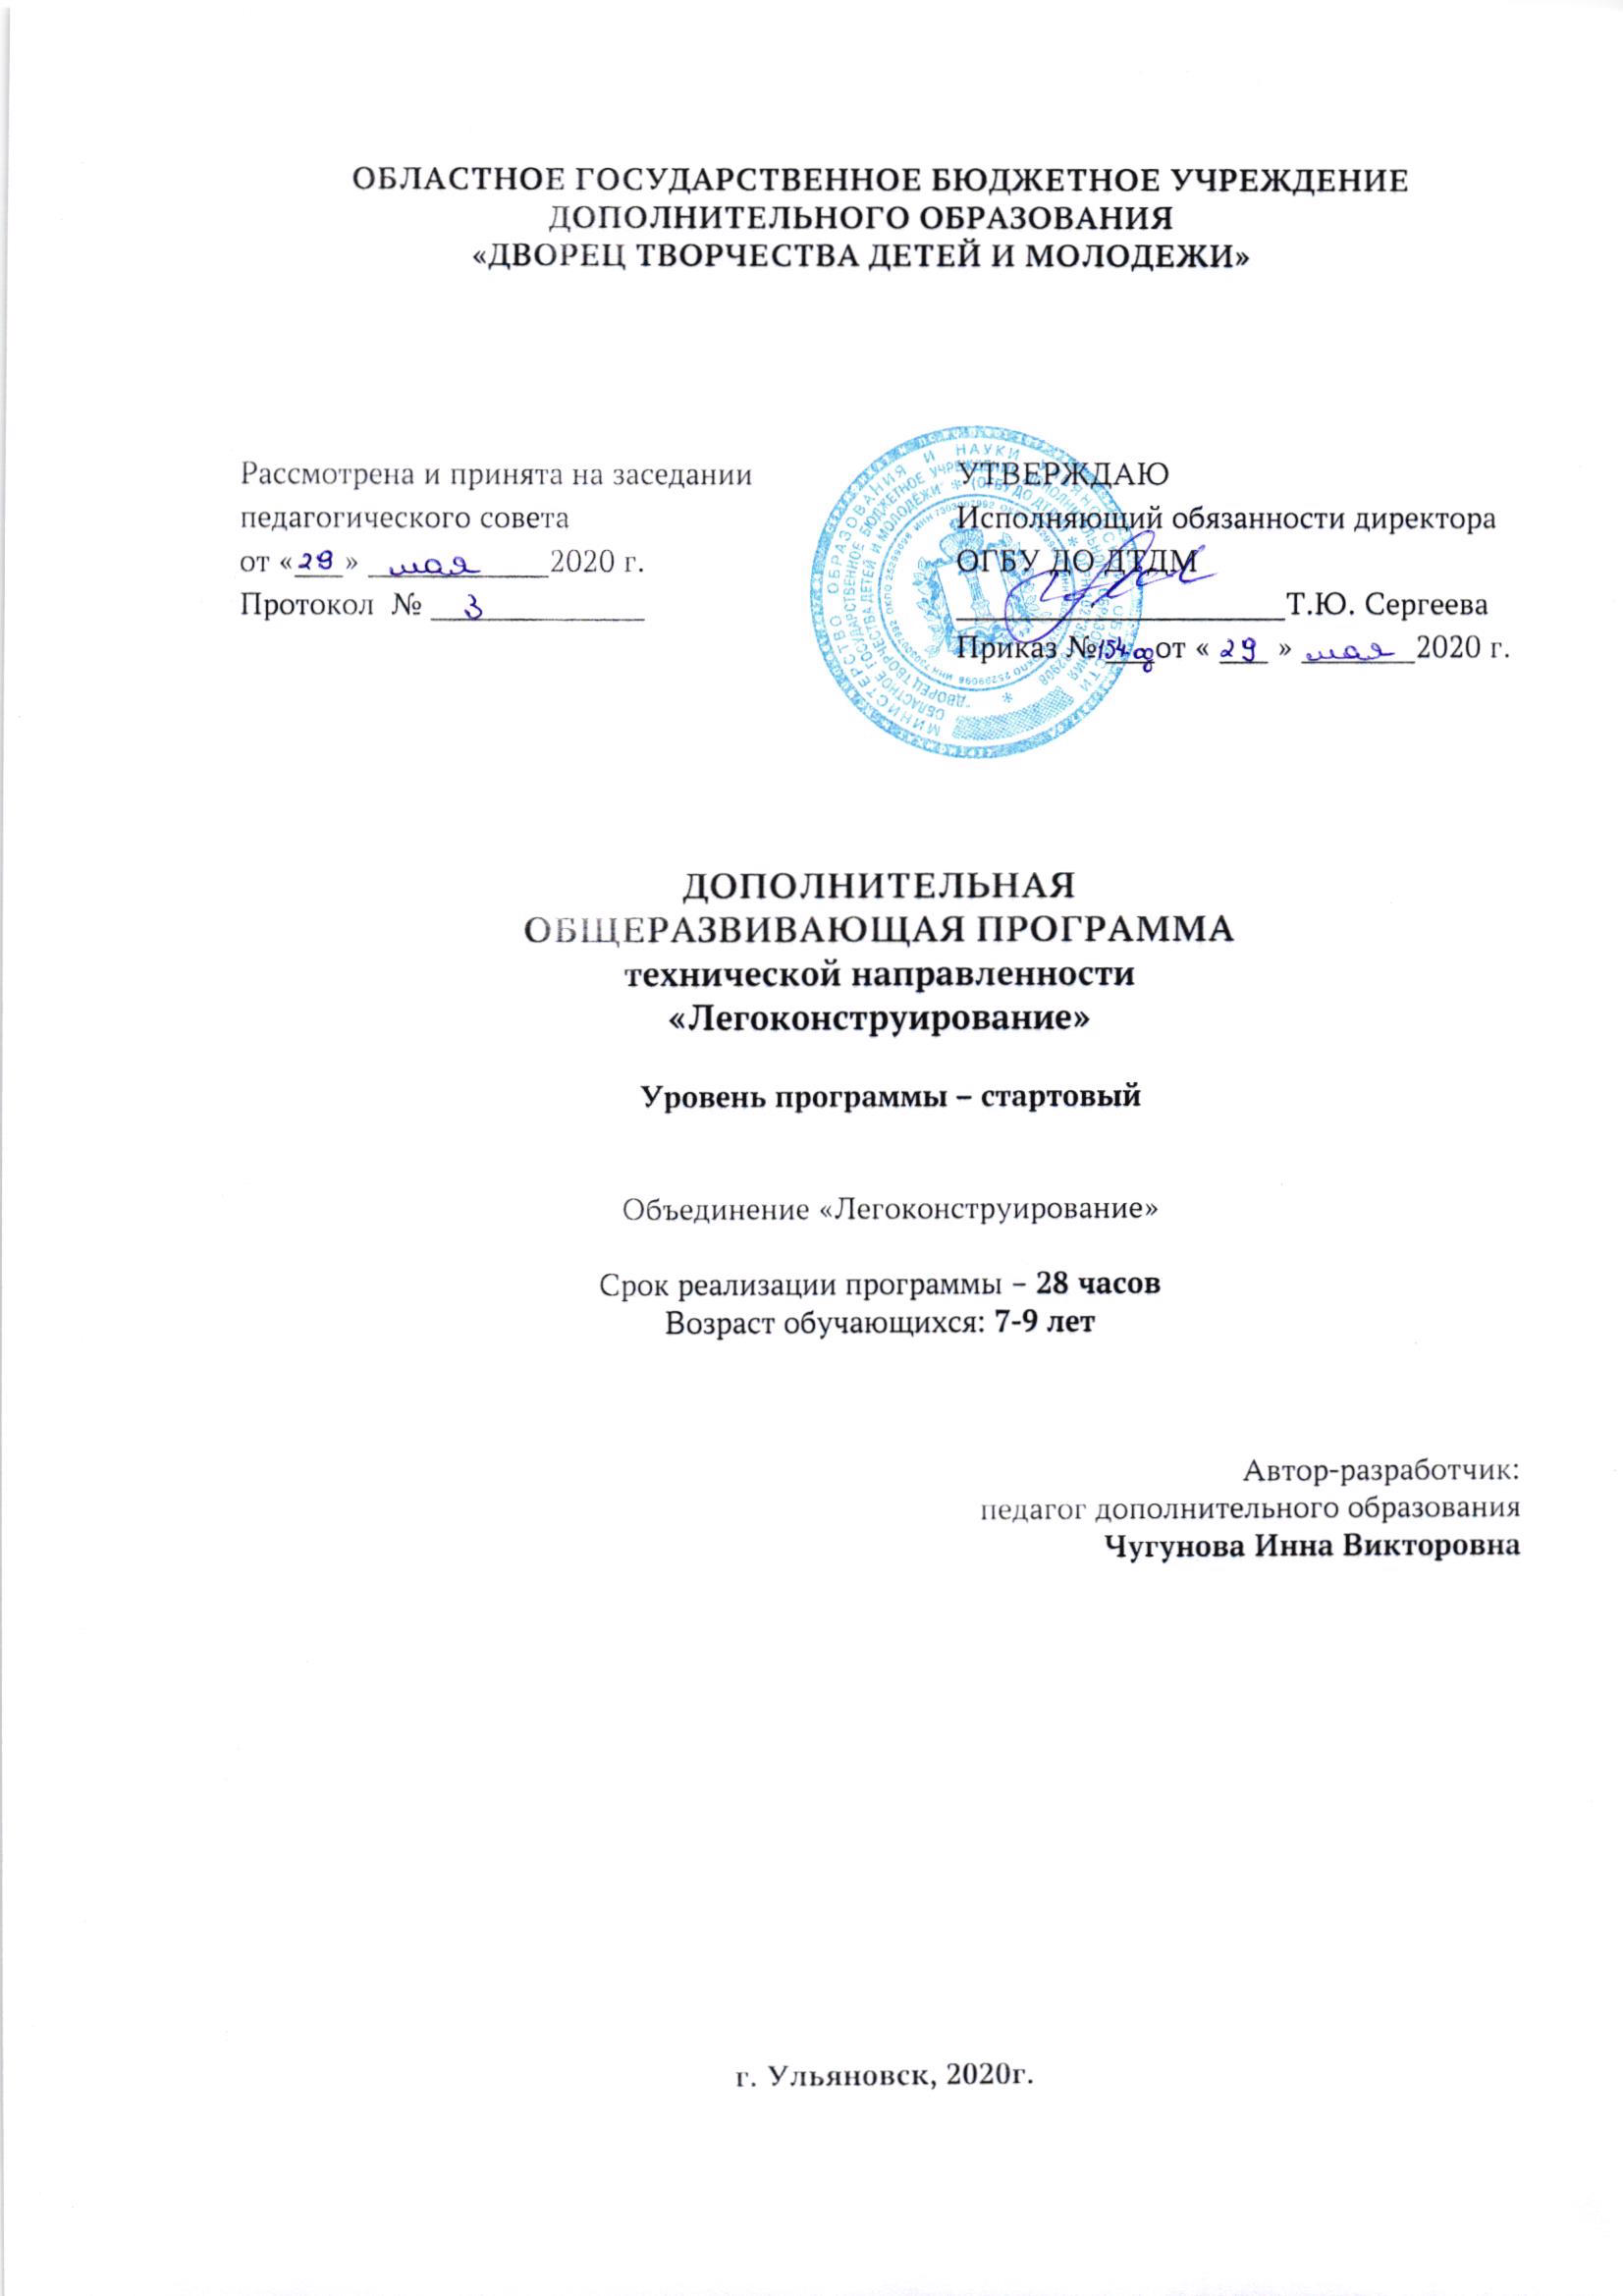 ОБЛАСТНОЕ ГОСУДАРСТВЕННОЕ БЮДЖЕТНОЕ УЧРЕЖДЕНИЕ
ДОПОЛНИТЕЛЬНОГО ОБРАЗОВАНИЯ
«ДВОРЕЦ ТВОРЧЕСТВА ДЕТЕЙ И МОЛОДЕЖИ»
Рассмотрена и принята на заседании
педагогического совета
от «29» мая 2020 г.
Протокол № 3
УТВЕРЖДАЮ
Исполняющий обязанности директора
ОГБУ ДО ДТДМ
Т.Ю. Сергеева
Приказ № от « 29 » мая 2020 г.
ДОПОЛНИТЕЛЬНАЯ
ОБЩЕРАЗВИВАЮЩАЯ ПРОГРАММА
технической направленности
«Легоконструирование»
Уровень программы – стартовый
Объединение «Легоконструирование»
Срок реализации программы – 28 часов
Возраст обучающихся: 7-9 лет
Автор-разработчик:
педагог дополнительного образования
Чугунова Инна Викторовна
г. Ульяновск, 2020г.